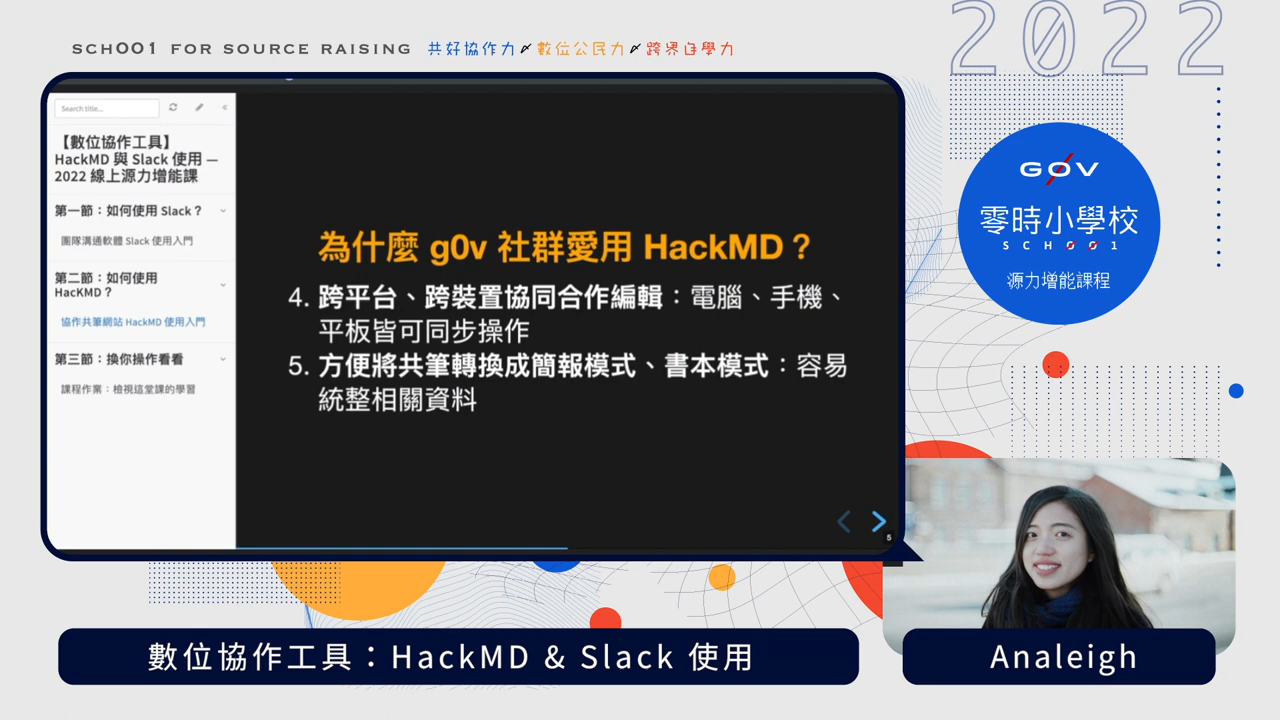 SCH001 FOR SOURCE RAISING 共好協作力 数位公民力 跨界自學力
2022
Search title...
【數位協作工具】
HackMD 與 Slack 使用 —
2022 線上源力增能課
第一節：如何使用 Slack？
團隊溝通軟體 Slack 使用入門
第二節：如何使用
HacKMD？
協作共筆網站 HackMD 使用入門
第三節：換你操作看看
課程作業：檢視這堂課的學習
為什麼 g0v 社群愛用 HackMD？
4. 跨平台、跨裝置協同合作編輯：電腦、手機、
平板皆可同步操作
5. 方便將共筆轉換成簡報模式、書本模式：容易
統整相關資料
5
G0V
零時小學校
SCH001
源力增能課程
數位協作工具：HackMD & Slack 使用
Analeigh